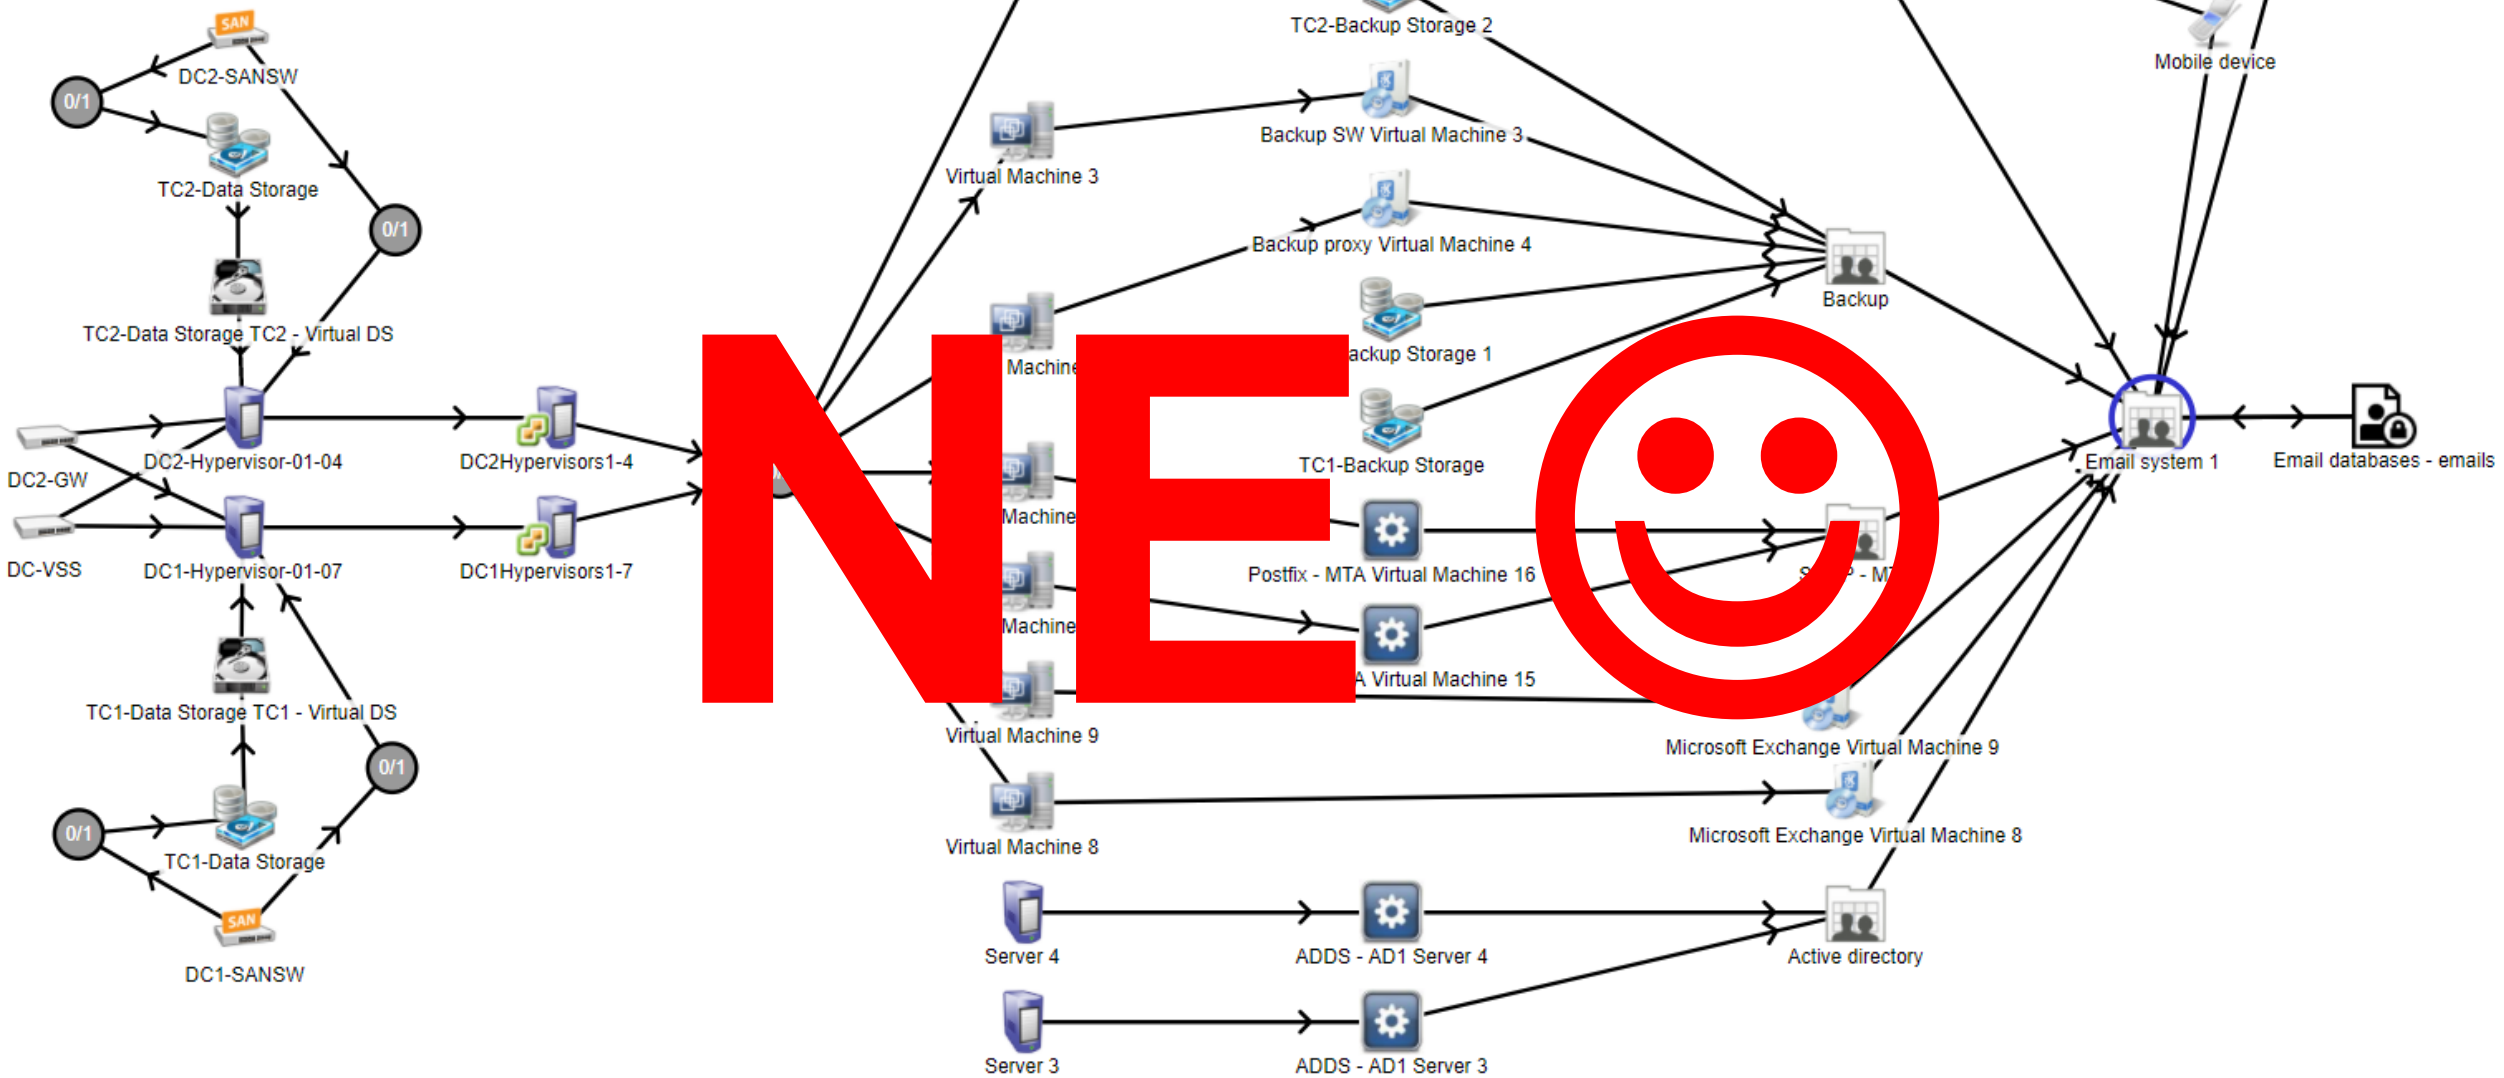 SAN
DC2-SANSW
0/1
TC2-Data Storage
0/1
TC2-Data Storage TC2 - Virtual DS
DC2-GW
DC2-Hypervisor-01-04
DC2Hypervisors1-4
DC-VSS
DC1-Hypervisor-01-07
DC1Hypervisors1-7
TC1-Data Storage TC1 - Virtual DS
0/1
0/1
TC1-Data Storage
SAN
DC1-SANSW
NE
TC2-Backup Storage 2
Mobile device
Virtual Machine 3
Backup SW Virtual Machine 3
Backup proxy Virtual Machine 4
Backup
Machine
Storage 1
TC1-Backup Storage
Email system 1
Email databases - emails
Machine
Postfix - MTA Virtual Machine 16
Machine
Virtual Machine 15
Virtual Machine 9
Microsoft Exchange Virtual Machine 9
Virtual Machine 8
Microsoft Exchange Virtual Machine 8
Server 4
ADDS - AD1 Server 4
Active directory
Server 3
ADDS - AD1 Server 3